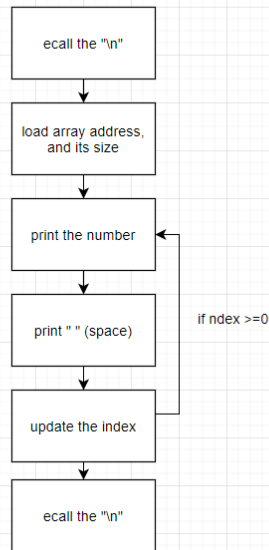 ecall the "\n"
load array address,
and its size
print the number
if ndex >=0
print " " (space)
update the index
ecall the "\n"